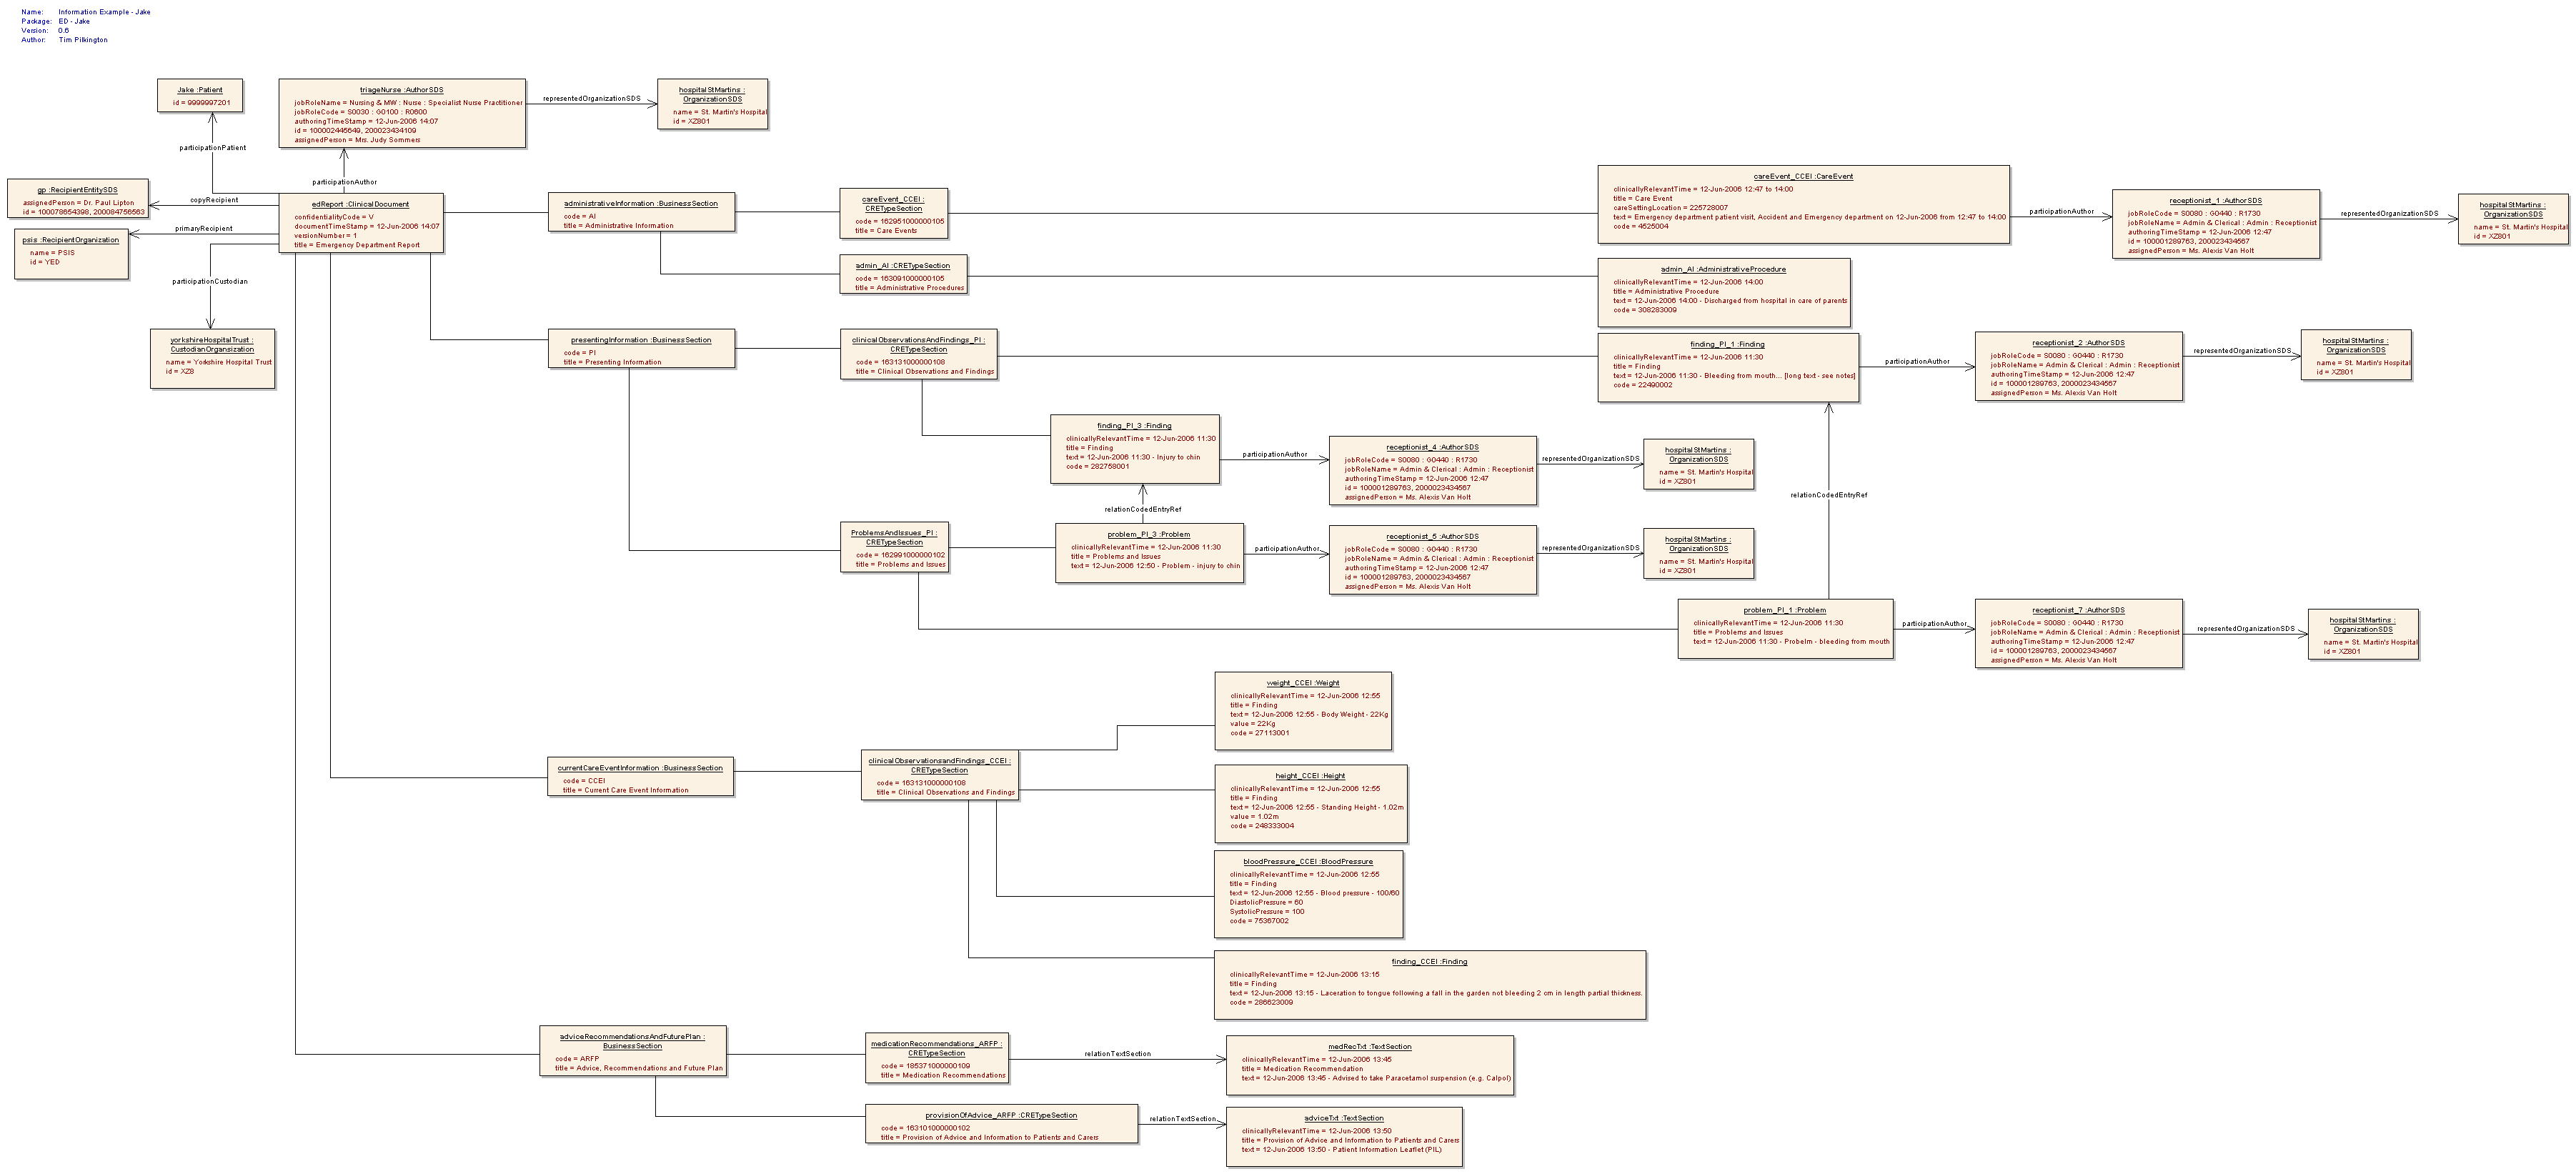 Name: Information Example - Jake
Package: ED - Jake
Version: 0.6
Author: Tim Pilkington
Jake :Patient
id = 9999997201
triageNurse :AuthorSDS
jobRoleName = Nursing & MW : Nurse : Specialist Nurse Practitioner
jobRoleCode = S0030 : G0100 : R0600
authoringTimeStamp = 12-Jun-2006 14:07
id = 100002445649, 200023434109
assignedPerson = Mrs. Judy Sommers
representedOrganizationSDS
hospitalStMartins :
OrganizationSDS
name = St. Martin's Hospital
id = XZ801
participationPatient
participationAuthor
gp :RecipientEntitySDS
assignedPerson = Dr. Paul Lipton
id = 100078654398, 200084756563
copyRecipient
psis :RecipientOrganization
name = PSIS
id = YED
primaryRecipient
edReport :ClinicalDocument
confidentialityCode = V
documentTimeStamp = 12-Jun-2006 14:07
versionNumber = 1
title = Emergency Department Report
participationCustodian
yorkshireHospitalTrust :
CustodianOrgansization
name = Yorkshire Hospital Trust
id = XZ8
administrativeInformation :BusinessSection
code = AI
title = Administrative Information
careEvent_CCEI :
CRETypeSection
code = 162951000000105
title = Care Events
careEvent_CCEI :CareEvent
clinicallyRelevantTime = 12-Jun-2006 12:47 to 14:00
title = Care Event
careSettingLocation = 225728007
text = Emergency department patient visit, Accident and Emergency department on 12-Jun-2006 from 12:47 to 14:00
code = 4525004
participationAuthor
receptionist_1 :AuthorSDS
jobRoleCode = S0080 : G0440 : R1730
jobRoleName = Admin & Clerical : Admin : Receptionist
authoringTimeStamp = 12-Jun-2006 12:47
id = 100001289763, 200023434567
assignedPerson = Ms. Alexis Van Holt
representedOrganizationSDS
hospitalStMartins :
OrganizationSDS
name = St. Martin's Hospital
id = XZ801
admin_AI :CRETypeSection
code = 163091000000105
title = Administrative Procedures
admin_AI :AdministrativeProcedure
clinicallyRelevantTime = 12-Jun-2006 14:00
title = Administrative Procedure
text = 12-Jun-2006 14:00 - Discharged from hospital in care of parents
code = 308283009
presentingInformation :BusinessSection
code = PI
title = Presenting Information
clinicalObservationsAndFindings_PI :
CRETypeSection
code = 163131000000108
title = Clinical Observations and Findings
finding_PI_1 :Finding
clinicallyRelevantTime = 12-Jun-2006 11:30
title = Finding
text = 12-Jun-2006 11:30 - Bleeding from mouth... [long text - see notes]
code = 22490002
participationAuthor
receptionist_2 :AuthorSDS
jobRoleCode = S0080 : G0440 : R1730
jobRoleName = Admin & Clerical : Admin : Receptionist
authoringTimeStamp = 12-Jun-2006 12:47
id = 100001289763, 2000023434567
assignedPerson = Ms. Alexis Van Holt
representedOrganizationSDS
hospitalStMartins :
OrganizationSDS
name = St. Martin's Hospital
id = XZ801
finding_PI_3 :Finding
clinicallyRelevantTime = 12-Jun-2006 11:30
title = Finding
text = 12-Jun-2006 11:30 - Injury to chin
code = 282758001
participationAuthor
receptionist_4 :AuthorSDS
jobRoleCode = S0080 : G0440 : R1730
jobRoleName = Admin & Clerical : Admin : Receptionist
authoringTimeStamp = 12-Jun-2006 12:47
id = 100001289763, 2000023434567
assignedPerson = Ms. Alexis Van Holt
representedOrganizationSDS
hospitalStMartins :
OrganizationSDS
name = St. Martin's Hospital
id = XZ801
relationCodedEntryRef
relationCodedEntryRef
ProblemsAndIssues_PI :
CRETypeSection
code = 162991000000102
title = Problems and Issues
problem_PI_3 :Problem
clinicallyRelevantTime = 12-Jun-2006 11:30
title = Problems and Issues
text = 12-Jun-2006 12:50 - Problem - injury to chin
participationAuthor
receptionist_5 :AuthorSDS
jobRoleCode = S0080 : G0440 : R1730
jobRoleName = Admin & Clerical : Admin : Receptionist
authoringTimeStamp = 12-Jun-2006 12:47
id = 100001289763, 2000023434567
assignedPerson = Ms. Alexis Van Holt
representedOrganizationSDS
hospitalStMartins :
OrganizationSDS
name = St. Martin's Hospital
id = XZ801
problem_PI_1 :Problem
clinicallyRelevantTime = 12-Jun-2006 11:30
title = Problems and Issues
text = 12-Jun-2006 11:30 - Probelm - bleeding from mouth
participationAuthor
receptionist_7 :AuthorSDS
jobRoleCode = S0080 : G0440 : R1730
jobRoleName = Admin & Clerical : Admin : Receptionist
authoringTimeStamp = 12-Jun-2006 12:47
id = 100001289763, 2000023434567
assignedPerson = Ms. Alexis Van Holt
representedOrganizationSDS
hospitalStMartins :
OrganizationSDS
name = St. Martin's Hospital
id = XZ801
weight_CCEI :Weight
clinicallyRelevantTime = 12-Jun-2006 12:55
title = Finding
text = 12-Jun-2006 12:55 - Body Weight - 22Kg
value = 22Kg
code = 27113001
currentCareEventInformation :BusinessSection
code = CCEI
title = Current Care Event Information
clinicalObservationsandFindings_CCEI :
CRETypeSection
code = 163131000000108
title = Clinical Observations and Findings
height_CCEI :Height
clinicallyRelevantTime = 12-Jun-2006 12:55
title = Finding
text = 12-Jun-2006 12:55 - Standing Height - 1.02m
value = 1.02m
code = 248333004
bloodPressure_CCEI :BloodPressure
clinicallyRelevantTime = 12-Jun-2006 12:55
title = Finding
text = 12-Jun-2006 12:55 - Blood pressure - 100/60
DiastolicPressure = 60
SystolicPressure = 100
code = 75367002
finding_CCEI :Finding
clinicallyRelevantTime = 12-Jun-2006 13:15
title = Finding
text = 12-Jun-2006 13:15 - Laceration to tongue following a fall in the garden not bleeding 2 cm in length partial thickness.
code = 286623009
adviceRecommendationsAndFuturePlan :
BusinessSection
code = ARFP
title = Advice, Recommendations and Future Plan
medicationRecommendations_ARFP :
CRETypeSection
code = 185371000000109
title = Medication Recommendations
relationTextSection
medRecTxt :TextSection
clinicallyRelevantTime = 12-Jun-2006 13:45
title = Medication Recommendation
text = 12-Jun-2006 13:45 - Advised to take Paracetamol suspension (e.g. Calpol)
provisionOfAdvice_ARFP :CRETypeSection
code = 163101000000102
title = Provision of Advice and Information to Patients and Carers
relationTextSection
adviceTxt :TextSection
clinicallyRelevantTime = 12-Jun-2006 13:50
title = Provision of Advice and Information to Patients and Carers
text = 12-Jun-2006 13:50 - Patient Information Leaflet (PIL)